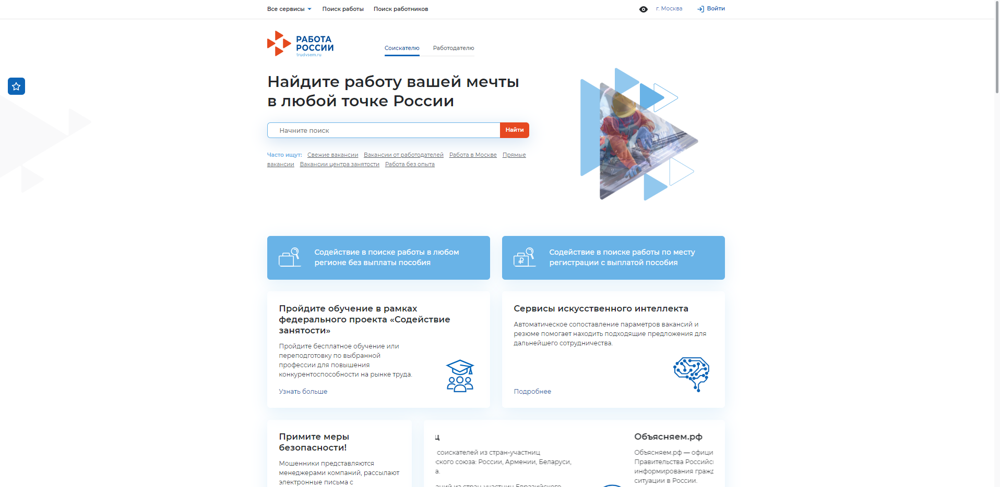 Все сервисы
Поиск работы
Поиск работников
г. Москва
Войти
РАБОТА
РОССИИ
trudvsem.ru
Соискателю
Работодателю
Найдите работу вашей мечты
в любой точке России
Начните поиск
Найти
Часто ищут: Свежие вакансии Вакансии от работодателей Работа в Москве Прямые
вакансии Вакансии центра занятости Работа без опыта
Содействие в поиске работы в любом
регионе без выплаты пособия
Содействие в поиске работы по месту
регистрации с выплатой пособия
Пройдите обучение в рамках
федерального проекта «Содействие
занятости»
Пройдите бесплатное обучение или
переподготовку по выбранной
профессии для повышения
конкурентоспособности на рынке труда.
Узнать больше
Сервисы искусственного интеллекта
Автоматическое сопоставление параметров вакансий и
резюме помогает находить подходящие предложения для
дальнейшего сотрудничества.
Подробнее
Примите меры
безопасности!
Мошенники представляются
менеджерами компаний, рассылают
электронные письма с
соискателей из стран-участниц
ского союза: России, Армении, Беларуси,
а.
стран-участниц Евразийского
Объясняем.рф
Объясняем.рф — офици
Правительства Российс
информирования гражд
ситуации в России.